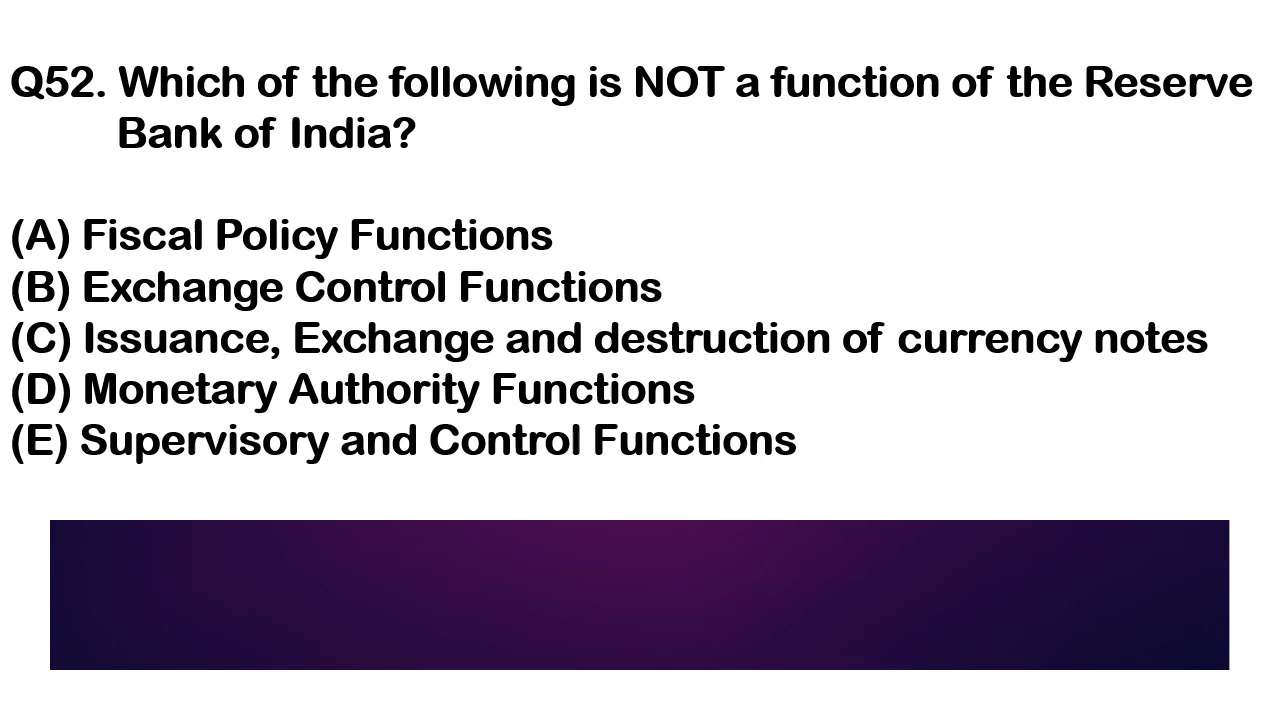 Q52. Which of the following is NOT a function of the Reserve
Bank of India?
(A) Fiscal Policy Functions
(B) Exchange Control Functions
(C) Issuance, Exchange and destruction of currency notes
(D) Monetary Authority Functions
(E) Supervisory and Control Functions